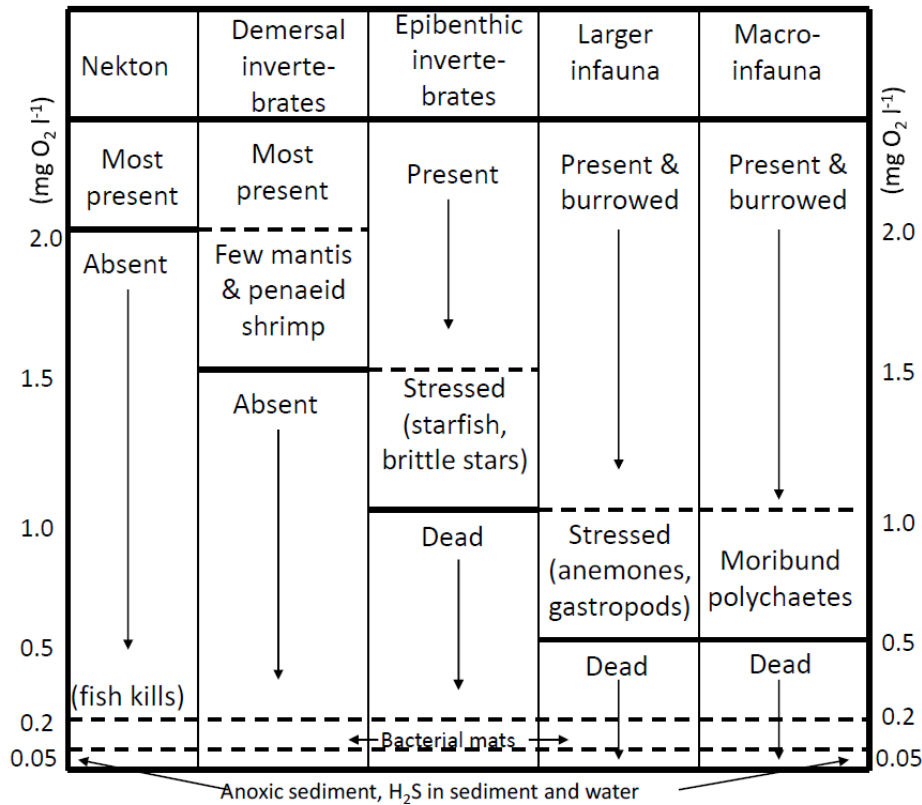 Nekton
Demersal
inverte-
brates
Epibenthic
inverte-
brates
Larger
infauna
Macro-
infauna
(mg O₂ l⁻¹)
(mg O₂ l⁻¹)
Most
present
Most
present
Present
Present &
burrowed
Present &
burrowed
2.0
2.0
Absent
Few mantis
& penaeid
shrimp
1.5
1.5
Absent
Stressed
(starfish,
brittle stars)
1.0
1.0
Dead
Stressed
(anemones,
gastropods)
Moribund
polychaetes
0.5
0.5
Dead
Dead
(fish kills)
0.2
0.2
Bacterial mats
0.05
0.05
Anoxic sediment, H₂S in sediment and water